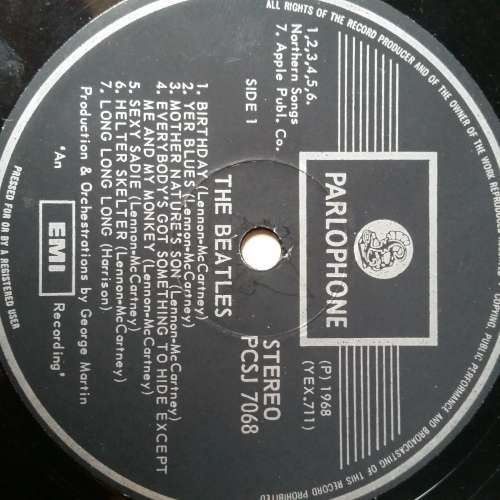 ALL RIGHTS OF THE RECORD PRODUCER AND OF THE OWNER OF THE WORK REPRODUCED
COPYING, PUBLIC PERFORMANCE AND BROADCASTING OF THIS RECORD PROHIBITED
PARLOPHONE
1,2,3,4,5,6.
Northern Songs
7. Apple Publ. Co.
SIDE 1
(P) 1968
(YEX.711)
STEREO
PCSJ 7068
THE BEATLES
1. BIRTHDAY (Lennon-McCartney)
2. YER BLUES (Lennon-McCartney)
3. MOTHER NATURE'S SON (Lennon-McCartney)
4. EVERYBODY'S GOT SOMETHING TO HIDE EXCEPT
ME AND MY MONKEY (Lennon-McCartney)
5. SEXY SADIE (Lennon-McCartney)
6. HELTER SKELTER (Lennon-McCartney)
7. LONG LONG LONG (Harrison)
Production & Orchestrations by George Martin
"An EMI Recording"
PRESSED FOR OR BY A REGISTERED USER